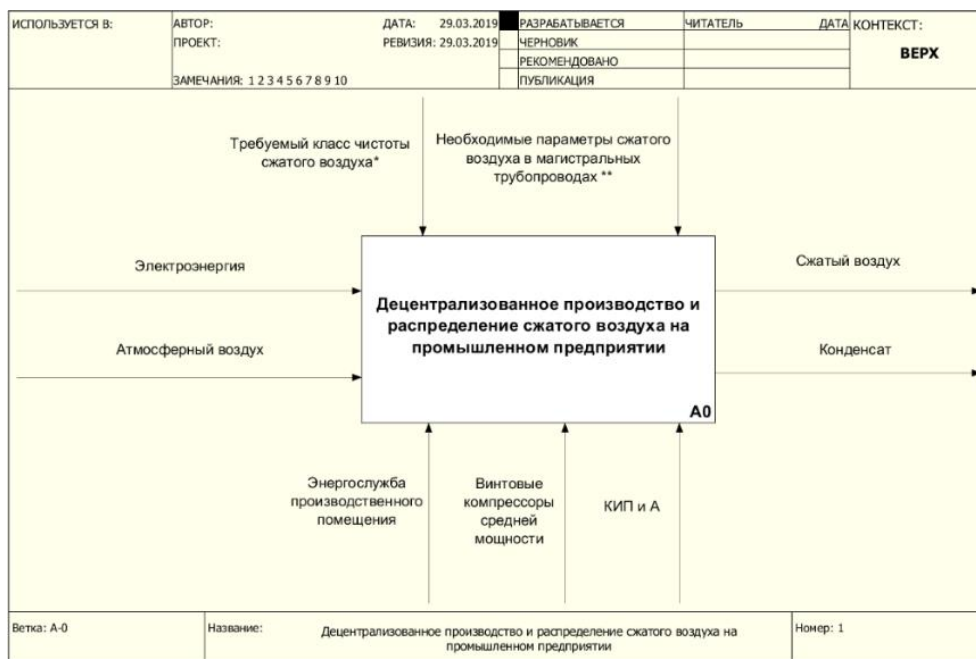 ИСПОЛЬЗУЕТСЯ В:
АВТОР:
ДАТА: 29.03.2019
РАЗРАБАТЫВАЕТСЯ
ЧИТАТЕЛЬ
ДАТА
КОНТЕКСТ:
ПРОЕКТ:
РЕВИЗИЯ: 29.03.2019
ЧЕРНОВИК
ВЕРХ
РЕКОМЕНДОВАНО
ЗАМЕЧАНИЯ: 1 2 3 4 5 6 7 8 9 10
ПУБЛИКАЦИЯ
Требуемый класс чистоты
сжатого воздуха*
Необходимые параметры сжатого
воздуха в магистральных
трубопроводах **
Электроэнергия
Атмосферный воздух
Децентрализованное производство и
распределение сжатого воздуха на
промышленном предприятии
A0
Сжатый воздух
Конденсат
Энергослужба
производственного
помещения
Винтовые
компрессоры
средней
мощности
КИП и А
Ветка: A-0
Название:
Децентрализованное производство и распределение сжатого воздуха на
промышленном предприятии
Номер: 1